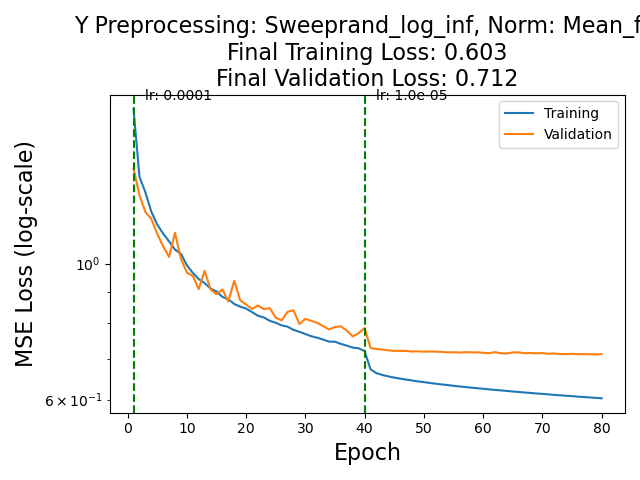 Y Preprocessing: Sweeprand_log_inf, Norm: Mean_f
Final Training Loss: 0.603
Final Validation Loss: 0.712
lr: 0.0001
lr: 1.0e-05
Training
Validation
MSE Loss (log-scale)
10⁰
6 × 10⁻¹
0 10 20 30 40 50 60 70 80
Epoch